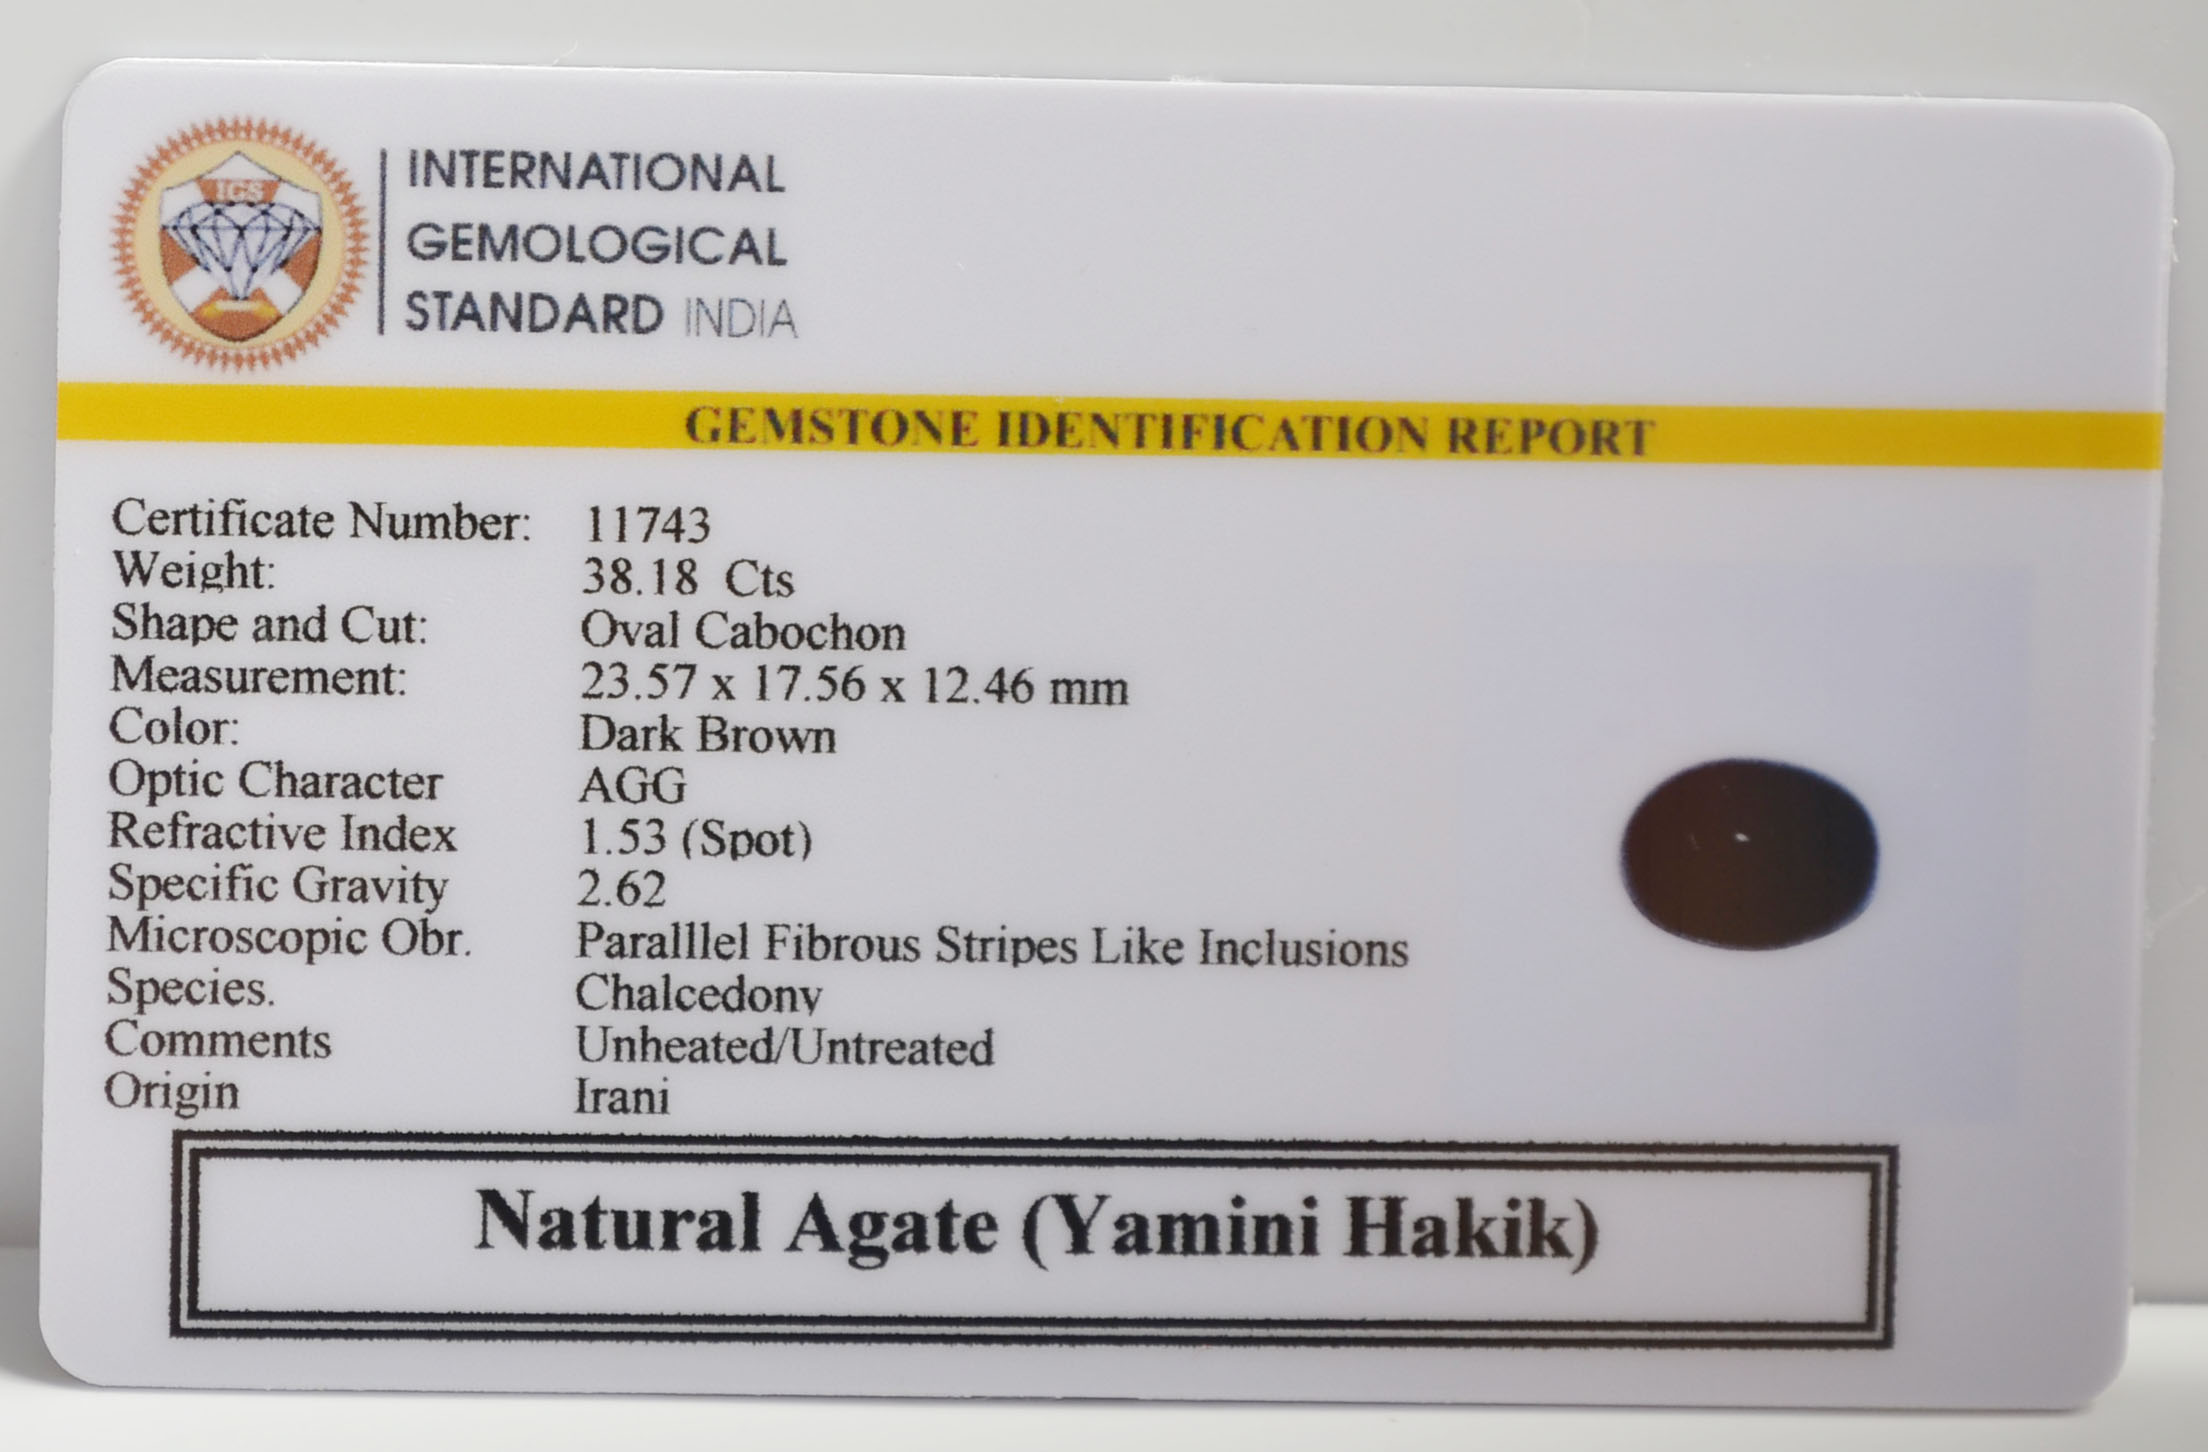 IGS
INTERNATIONAL
GEMOLOGICAL
STANDARD INDIA
GEMSTONE IDENTIFICATION REPORT
Certificate Number: 11743
Weight: 38.18 Cts
Shape and Cut: Oval Cabochon
Measurement: 23.57 x 17.56 x 12.46 mm
Color: Dark Brown
Optic Character AGG
Refractive Index 1.53 (Spot)
Specific Gravity 2.62
Microscopic Obr. Paralllel Fibrous Stripes Like Inclusions
Species. Chalcedony
Comments Unheated/Untreated
Origin Irani
Natural Agate (Yamini Hakik)